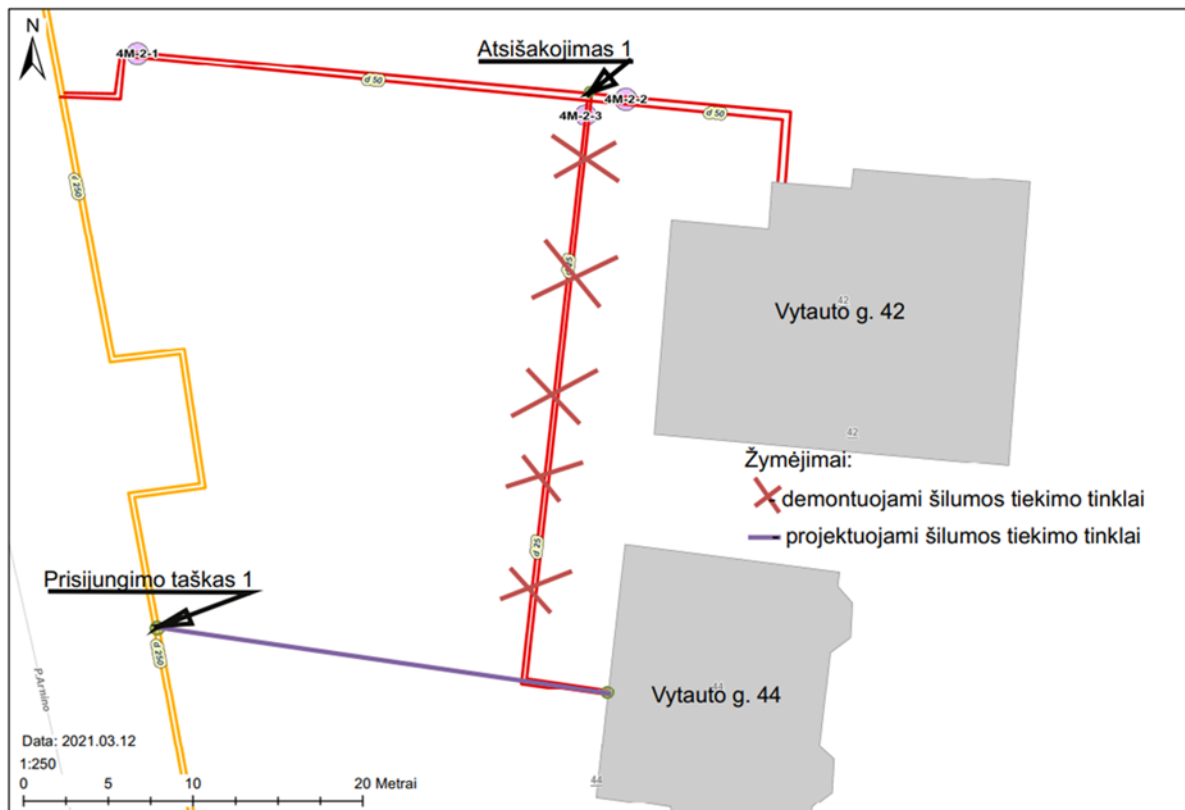 N
4M-2-1
Atsišakojimas 1
d 50
4M-2-2
d 50
4M-2-3
d 250
d 25
42
Vytauto g. 42
42
Žymėjimai:
demontuojami šilumos tiekimo tinklai
projektuojami šilumos tiekimo tinklai
d 25
Prisijungimo taškas 1
d 250
P.Armino
44
Vytauto g. 44
Data: 2021.03.12
1:250
44
0 5 10 20 Metrai